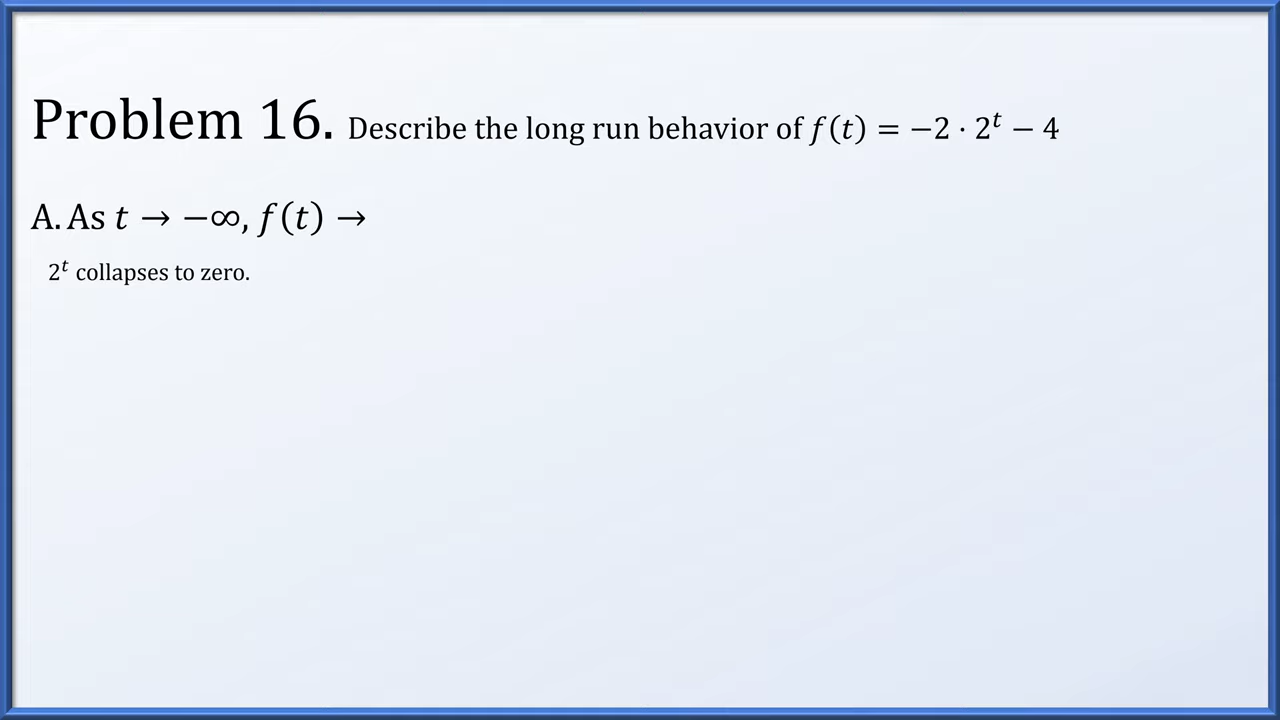 Problem 16. Describe the long run behavior of f(t) = −2 · 2^t − 4
A. As t → −∞, f(t) →
2^t collapses to zero.